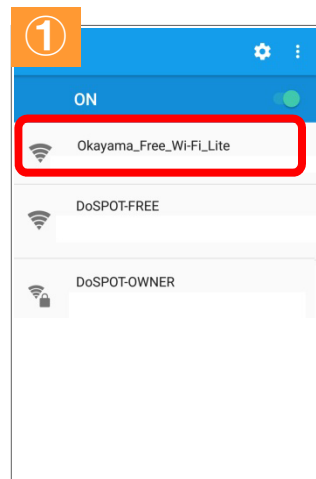 ①
ON
Okayama_Free_Wi-Fi_Lite
DoSPOT-FREE
DoSPOT-OWNER